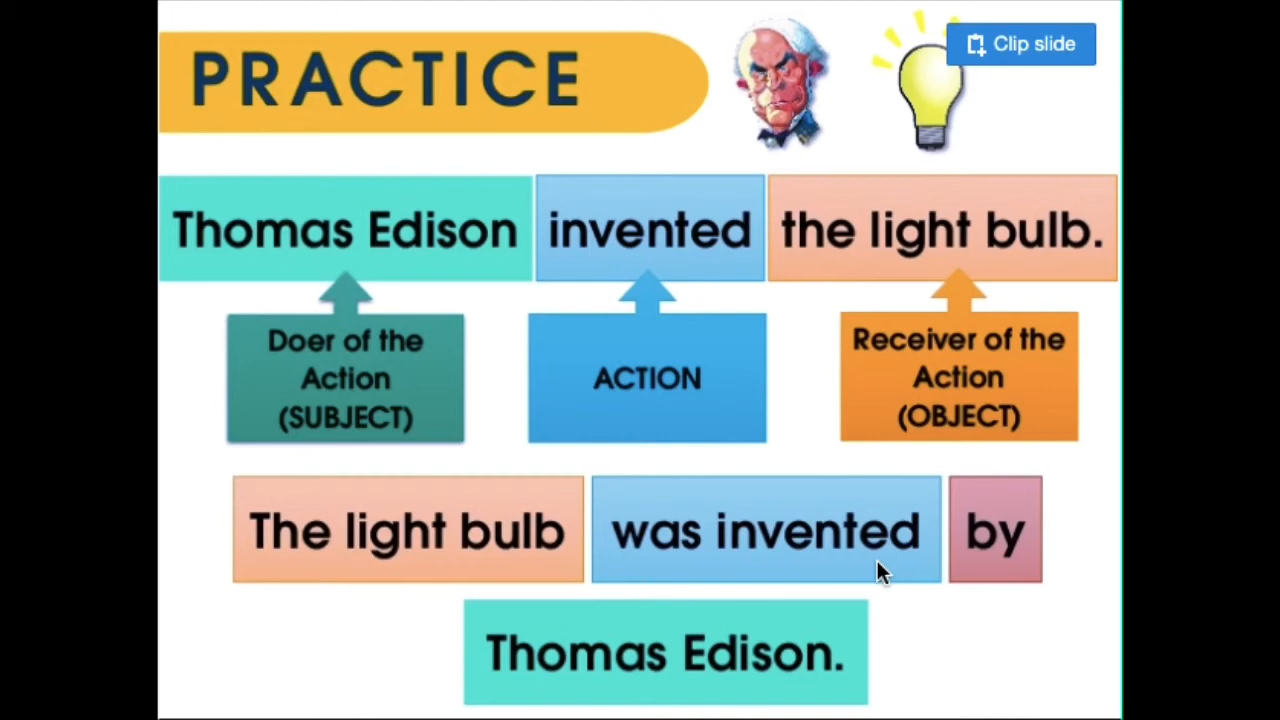 PRACTICE
Clip slide
Thomas Edison invented the light bulb.
Doer of the
Action
(SUBJECT)
ACTION
Receiver of the
Action
(OBJECT)
The light bulb was invented by
Thomas Edison.